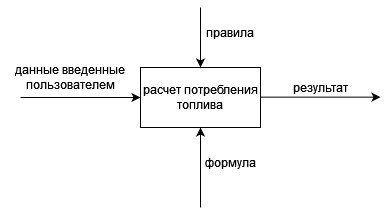 правила
данные введенные
пользователем
расчет потребления
топлива
результат
формула